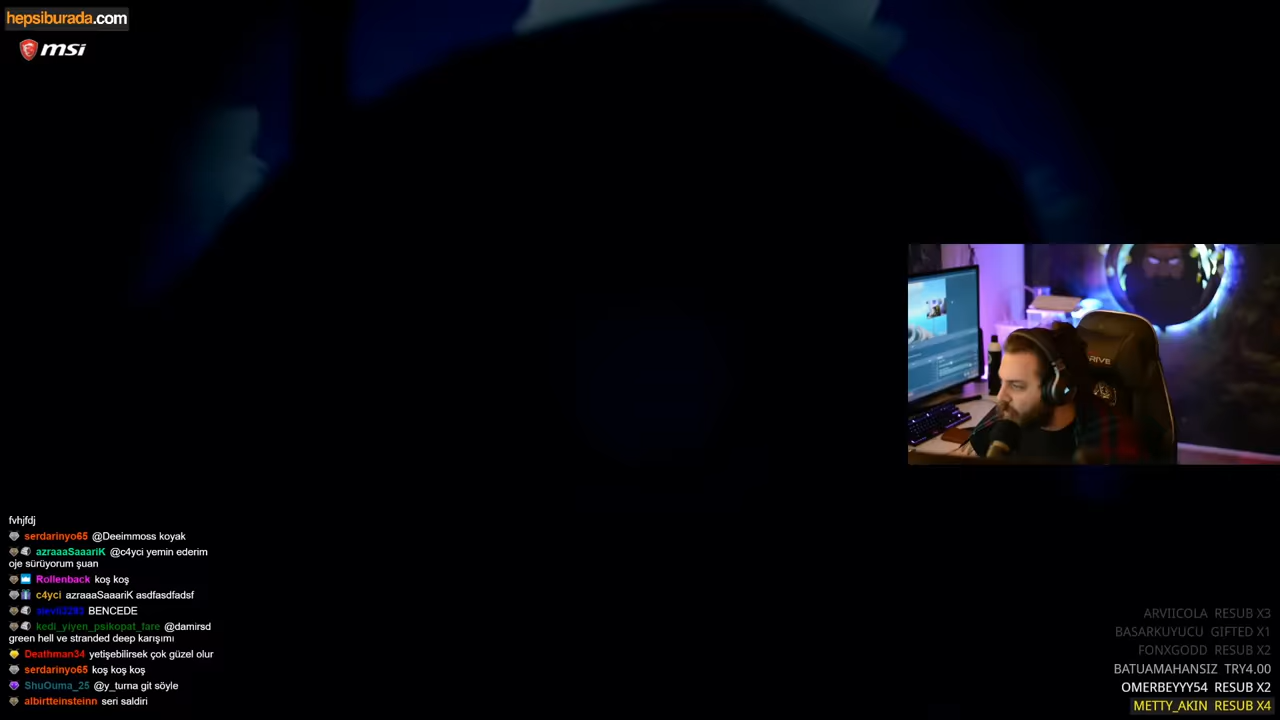 hepsiburada.com
msi
fvhjfdj
serdarinyo65 @Deeimmoss koyak
azraaaSaaariK @c4yci yemin ederim
oje sürüyorum şuan
Rollenback koş koş
c4yci azraaaSaaariK asdfasdfadsf
BENCEDE
kedi_yiyen_psikopat_fare @damirsd
green hell ve stranded deep karışımı
Deathman34 yetişebilirsek çok güzel olur
serdarinyo65 koş koş koş
ShuOuma_25 @y_turna git söyle
albirtteinsteinn seri saldiri
ARVIICOLA RESUB X3
BASARKUYUCU GIFTED X1
FONXGODD RESUB X2
BATUAMAHANSIZ TRY4.00
OMERBEYYY54 RESUB X2
METTY_AKIN RESUB X4